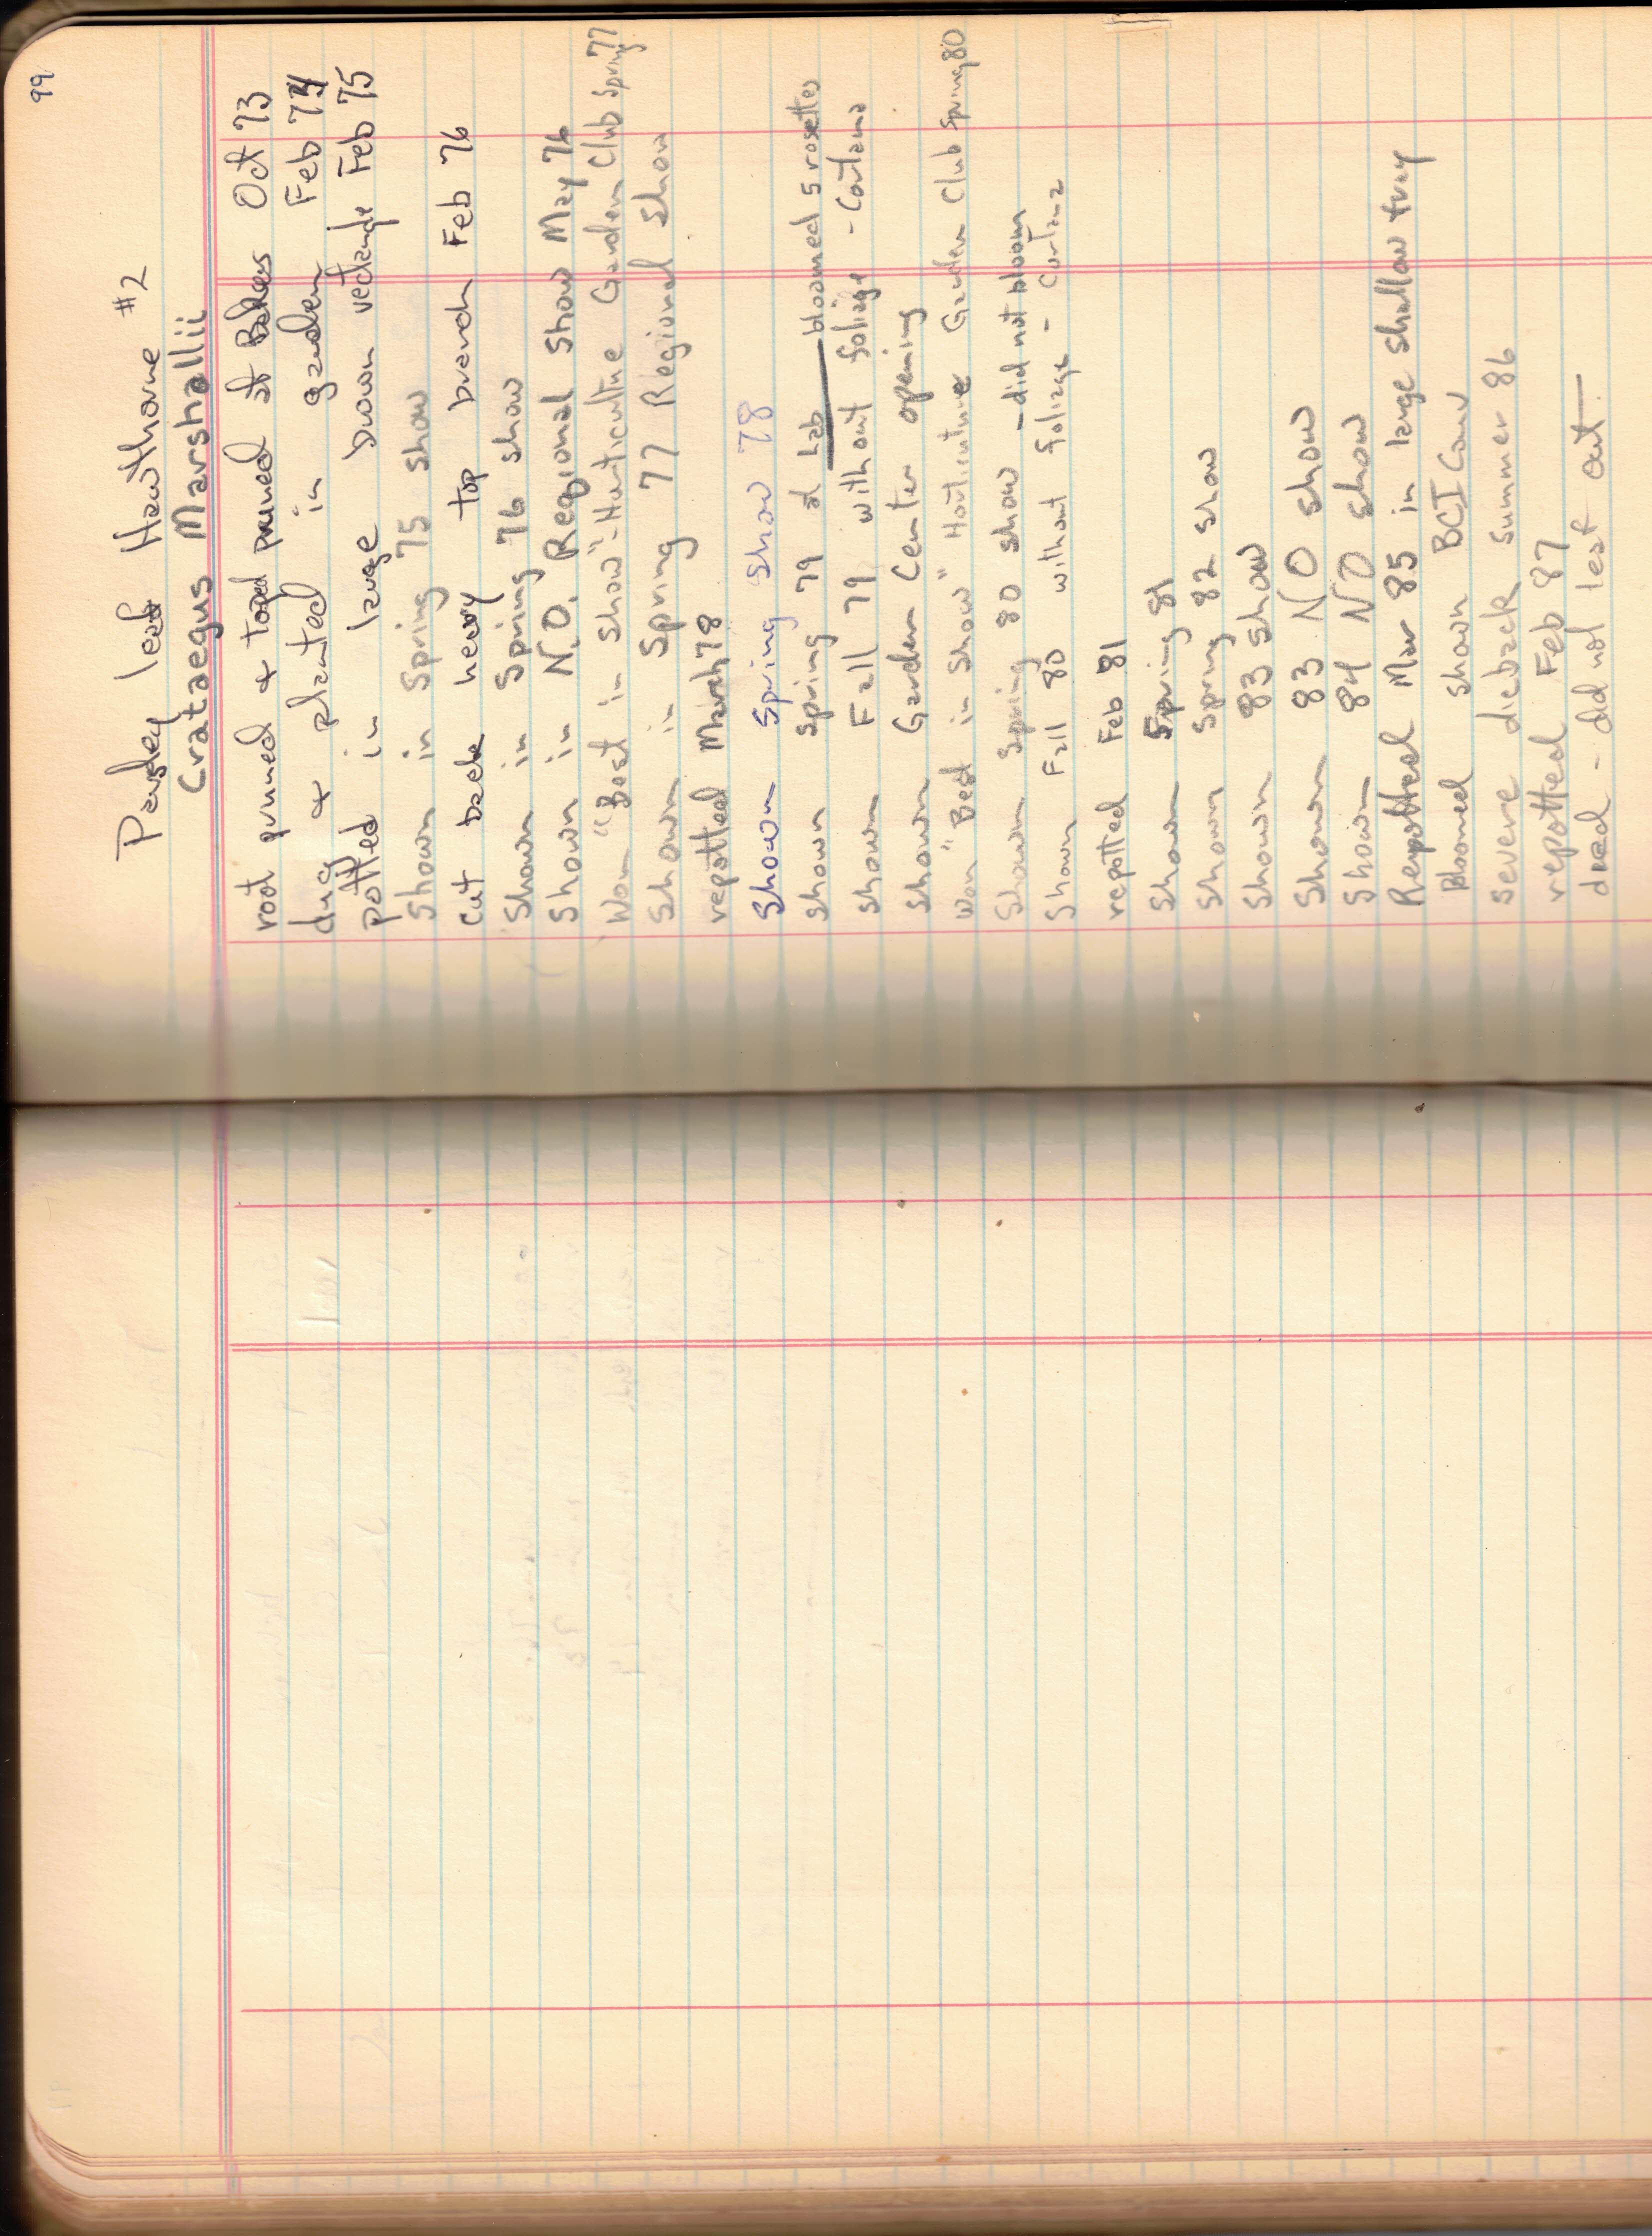 99
Parsley leaf Hawthorne #2
Crataegus Marshallii
root pruned & toped pruned at Bakers Oct 73
dug & planted in garden Feb 74
potted in large brown rectangle Feb 75
Shown in Spring 75 show
cut back heavy top branch Feb 76
Shown in Spring 76 show
Shown in N.O. Regional Show May 76
Won "Best in Show" - Horticulture Garden Club Spring 77
Shown in Spring 77 Regional Show
repotted March 78
Shown Spring Show 78
shown Spring 79 at Lab bloomed 5 rosettes
shown Fall 79 without foliage - Cortana
shown Garden Center opening
Won "Best in Show" Horticulture Garden Club Spring 80
Shown Spring 80 show - did not bloom
Shown Fall 80 without foliage - Cortana
repotted Feb 81
Shown Spring 81
Shown Spring 82 Show
Shown 83 show
Shown 83 NO show
Shown 84 NO show
Repotted Mar 85 in large shallow tray
Bloomed shown BCI Conv
severe dieback summer 86
repotted Feb 87
dead - did not leaf out.